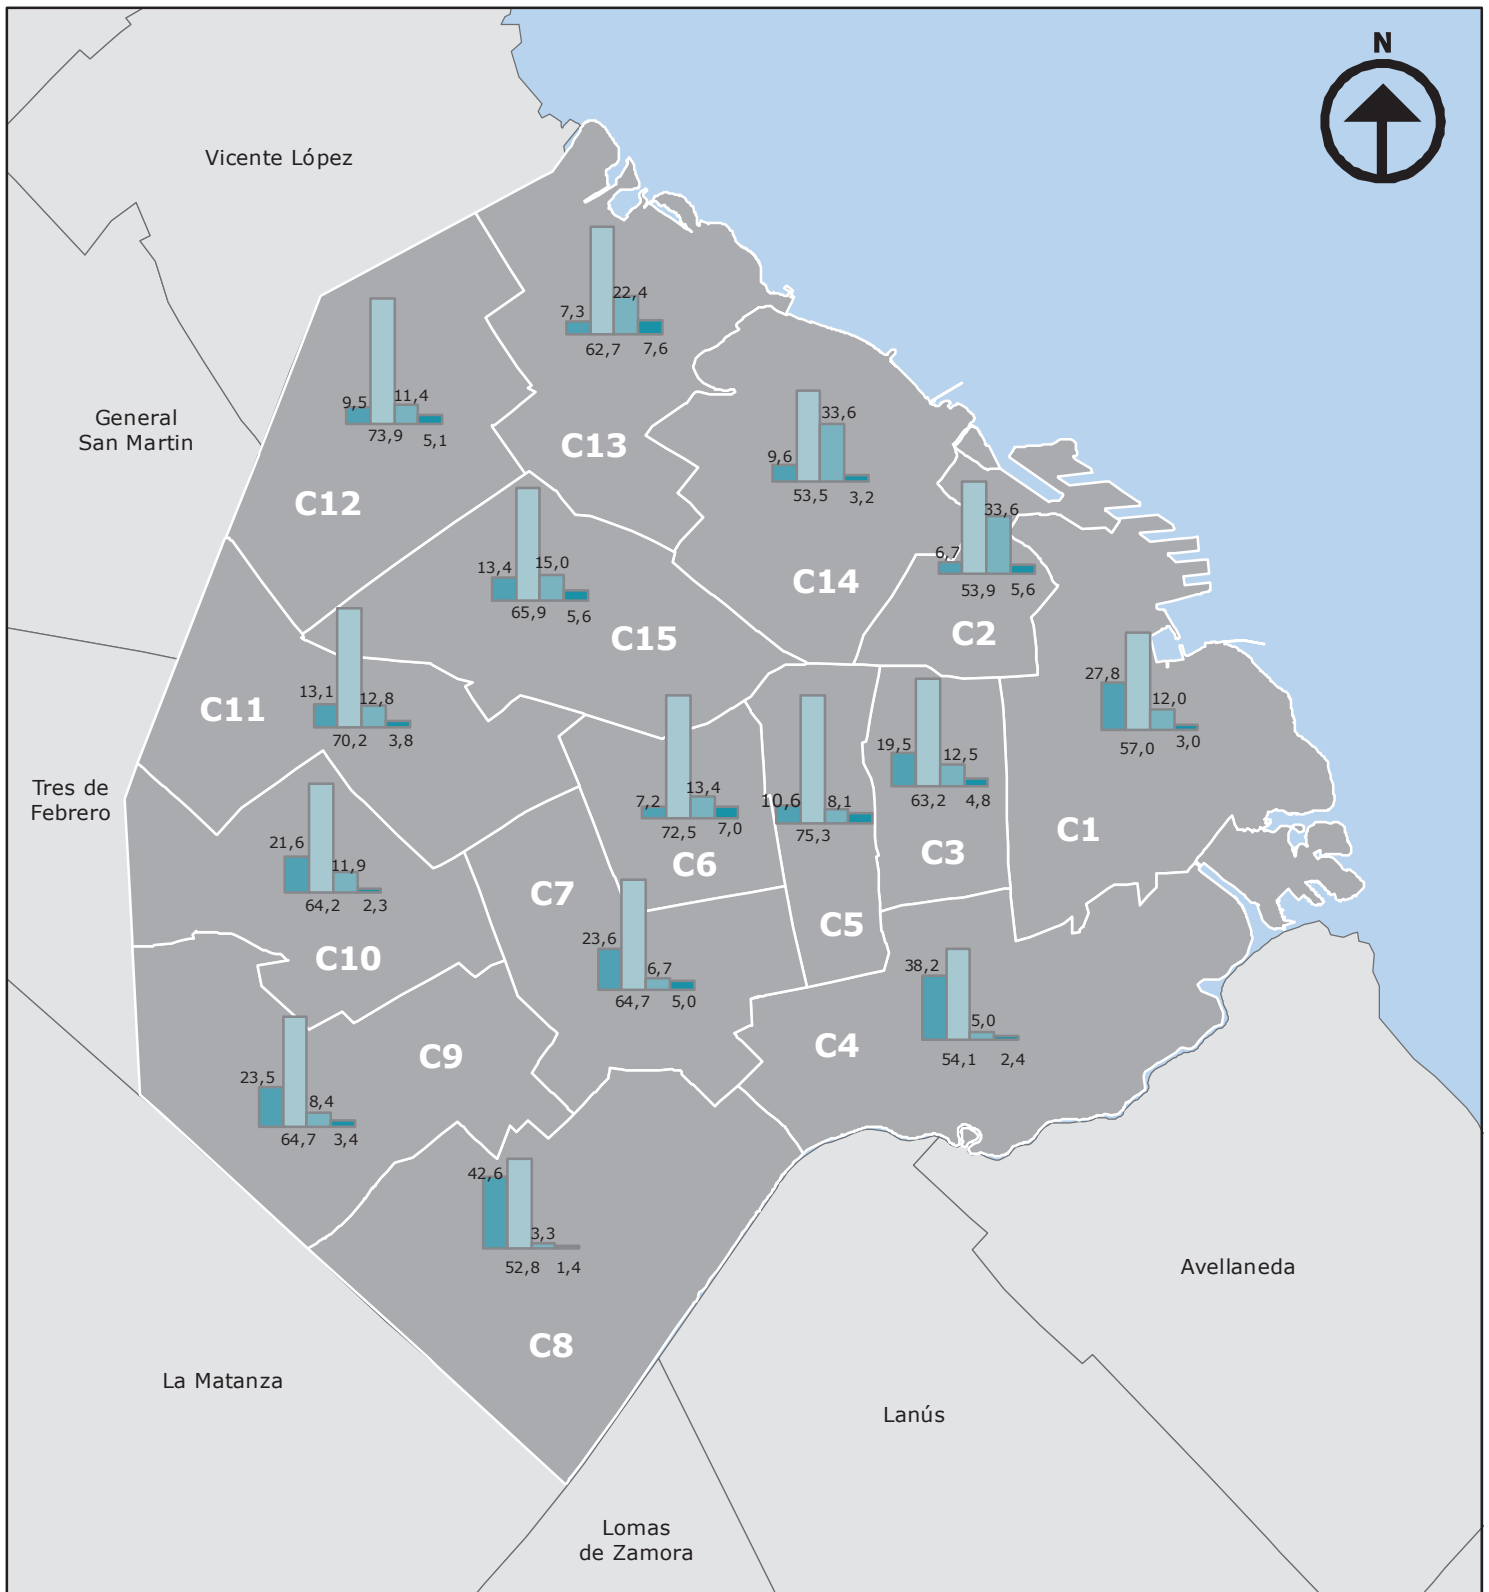 N
Vicente López
7,3
22,4
62,7
7,6
C13
9,5
11,4
73,9
5,1
C12
General
San Martin
9,6
33,6
53,5
3,2
C14
6,7
33,6
53,9
5,6
C2
13,4
15,0
65,9
5,6
C15
13,1
12,8
70,2
3,8
C11
27,8
12,0
57,0
3,0
C1
19,5
12,5
63,2
4,8
C3
7,2
13,4
72,5
7,0
C6
10,6
8,1
75,3
C5
Tres de
Febrero
21,6
11,9
64,2
2,3
C10
C7
23,6
6,7
64,7
5,0
38,2
5,0
54,1
2,4
C4
C9
23,5
8,4
64,7
3,4
42,6
3,3
52,8
1,4
C8
Avellaneda
La Matanza
Lanús
Lomas
de Zamora